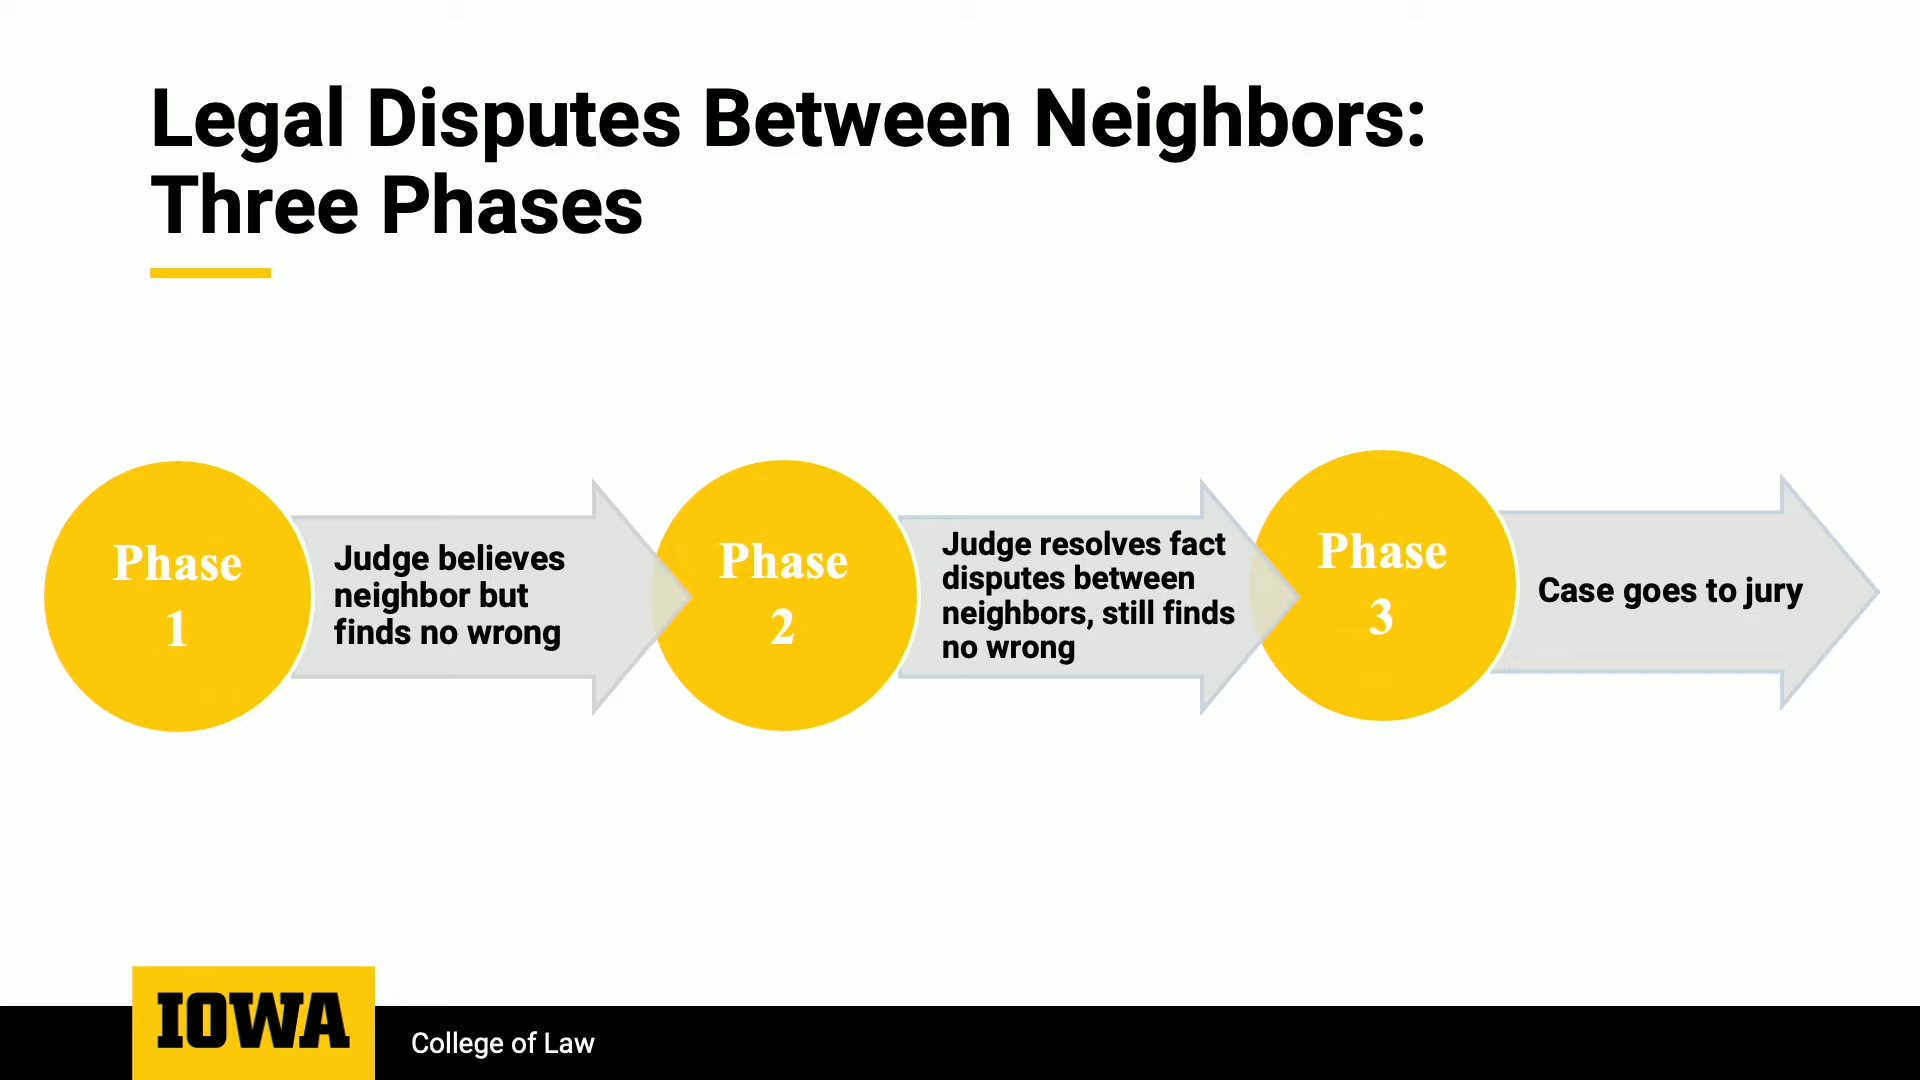 Legal Disputes Between Neighbors:
Three Phases
Phase
1
Judge believes
neighbor but
finds no wrong
Phase
2
Judge resolves fact
disputes between
neighbors, still finds
no wrong
Phase
3
Case goes to jury
IOWA
College of Law